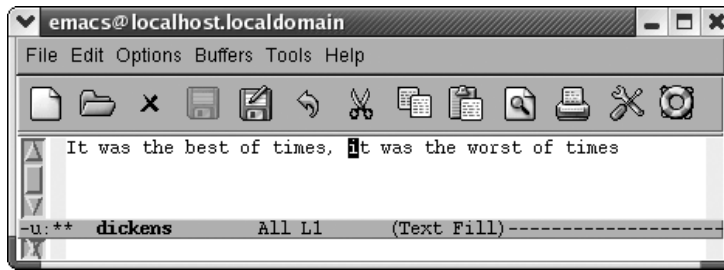 emacs@localhost.localdomain
File Edit Options Buffers Tools Help
It was the best of times, it was the worst of times
-u:** dickens All L1 (Text Fill)--------------------